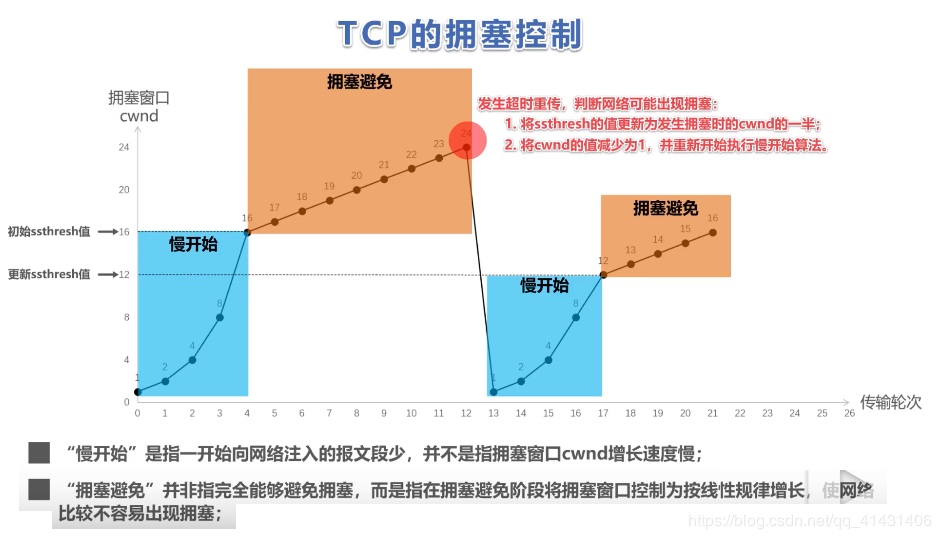 TCP的拥塞控制
拥塞避免
拥塞窗口
cwnd
发生超时重传，判断网络可能出现拥塞：
1. 将ssthresh的值更新为发生拥塞时的cwnd的一半；
2. 将cwnd的值减少为1，并重新开始执行慢开始算法。
24
24
23
22
21
20
19
18
17
16
20
初始ssthresh值
16
慢开始
拥塞避免
16
15
14
13
12
更新ssthresh值
12
慢开始
8
8
8
4
4
4
2
2
1
1
0
0 1 2 3 4 5 6 7 8 9 10 11 12 13 14 15 16 17 18 19 20 21 22 23 24 25 26
传输轮次
“慢开始”是指一开始向网络注入的报文段少，并不是指拥塞窗口cwnd增长速度慢；
“拥塞避免”并非指完全能够避免拥塞，而是指在拥塞避免阶段将拥塞窗口控制为按线性规律增长，使网络
比较不容易出现拥塞；
https://blog.csdn.net/qq_41431406